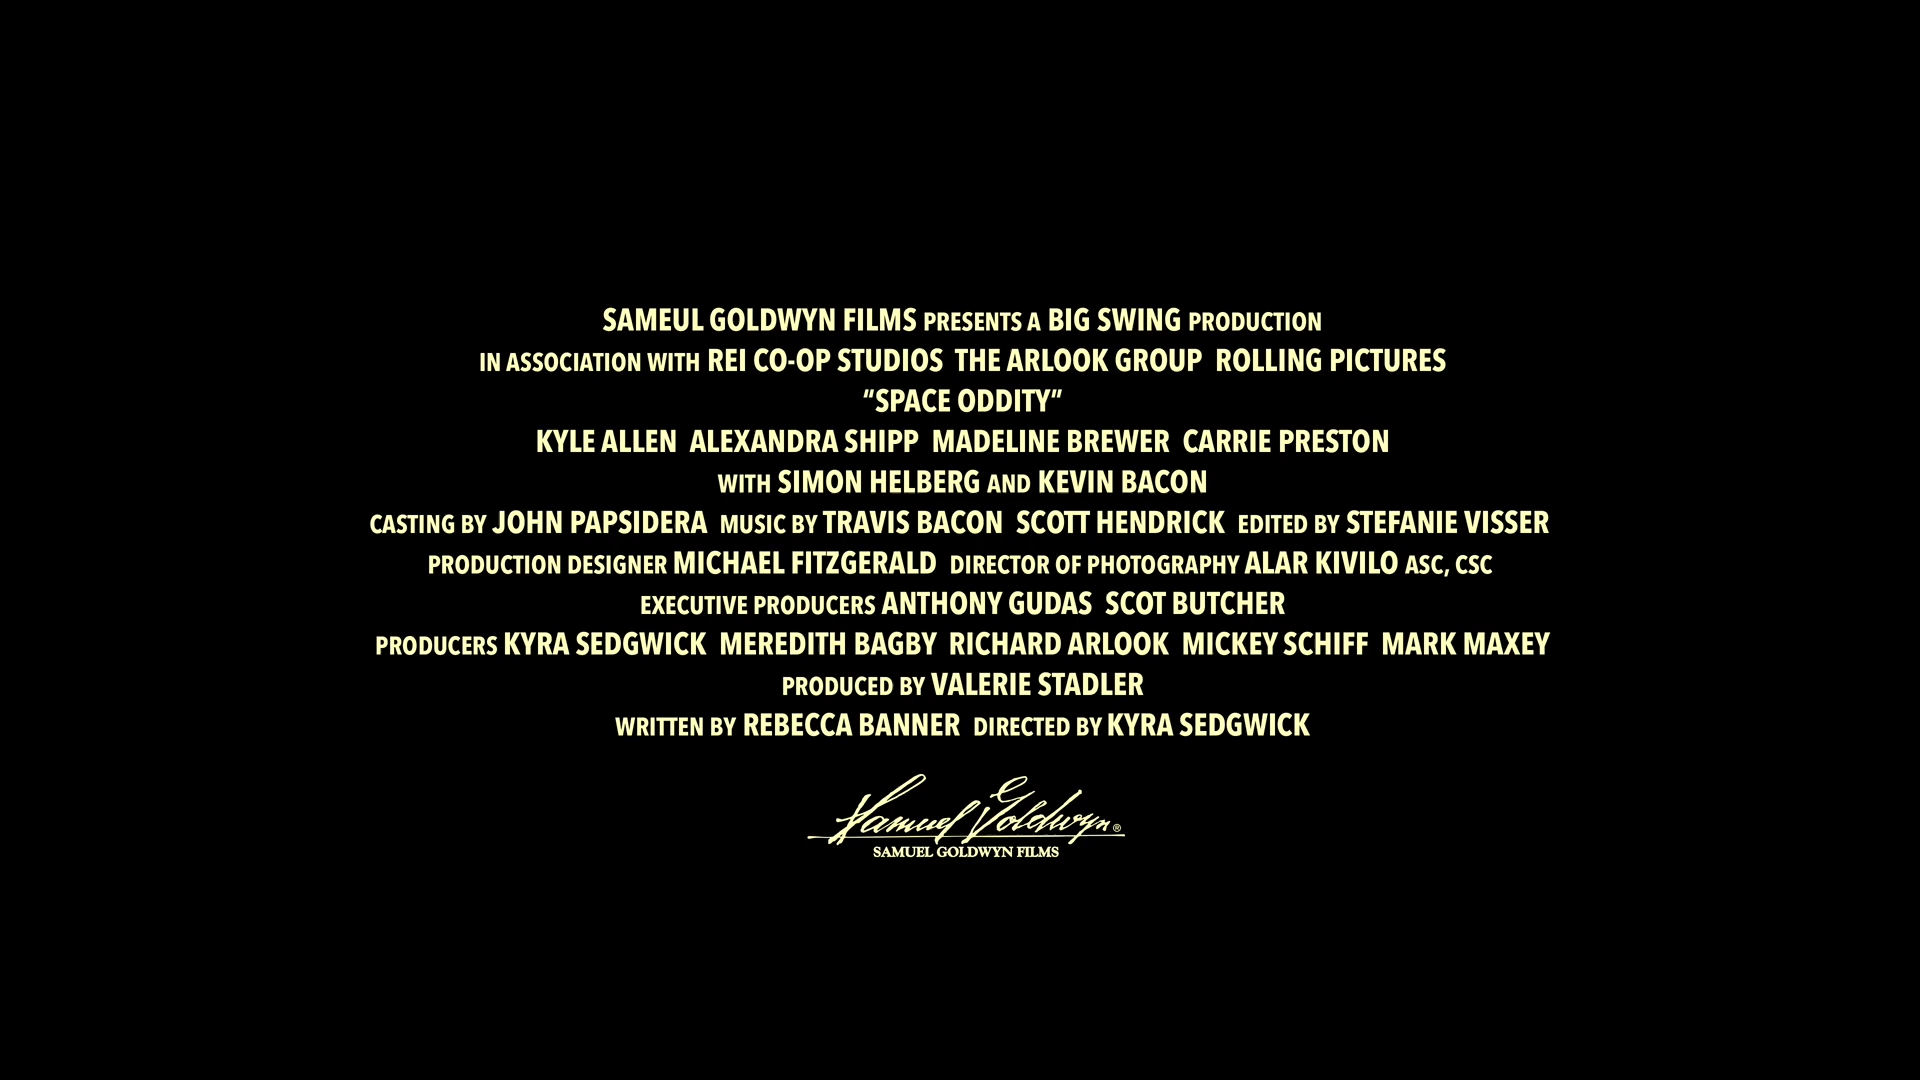 SAMEUL GOLDWYN FILMS PRESENTS A BIG SWING PRODUCTION
IN ASSOCIATION WITH REI CO-OP STUDIOS THE ARLOOK GROUP ROLLING PICTURES
“SPACE ODDITY”
KYLE ALLEN ALEXANDRA SHIPP MADELINE BREWER CARRIE PRESTON
WITH SIMON HELBERG AND KEVIN BACON
CASTING BY JOHN PAPSIDERA MUSIC BY TRAVIS BACON SCOTT HENDRICK EDITED BY STEFANIE VISSER
PRODUCTION DESIGNER MICHAEL FITZGERALD DIRECTOR OF PHOTOGRAPHY ALAR KIVILO ASC, CSC
EXECUTIVE PRODUCERS ANTHONY GUDAS SCOT BUTCHER
PRODUCERS KYRA SEDGWICK MEREDITH BAGBY RICHARD ARLOOK MICKEY SCHIFF MARK MAXEY
PRODUCED BY VALERIE STADLER
WRITTEN BY REBECCA BANNER DIRECTED BY KYRA SEDGWICK
Samuel Goldwyn®
SAMUEL GOLDWYN FILMS